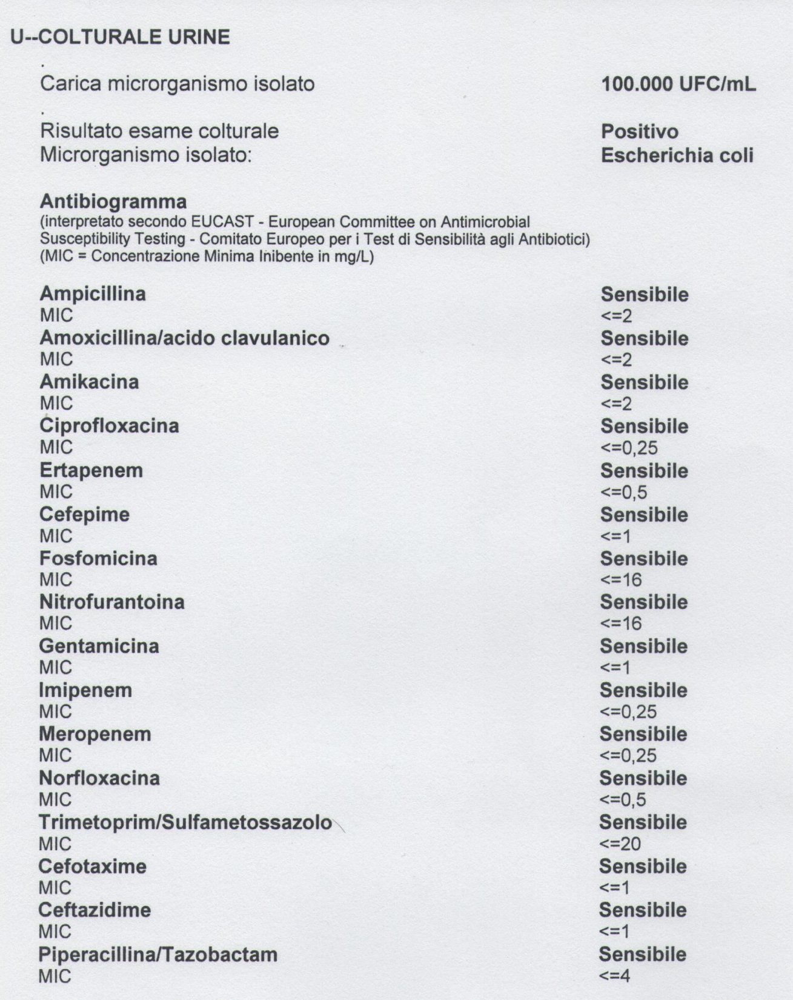 U--COLTURALE URINE
.
Carica microrganismo isolato 100.000 UFC/mL
.
Risultato esame colturale Positivo
Microrganismo isolato: Escherichia coli
Antibiogramma
(interpretato secondo EUCAST - European Committee on Antimicrobial
Susceptibility Testing - Comitato Europeo per i Test di Sensibilità agli Antibiotici)
(MIC = Concentrazione Minima Inibente in mg/L)
Ampicillina Sensibile
MIC <=2
Amoxicillina/acido clavulanico Sensibile
MIC <=2
Amikacina Sensibile
MIC <=2
Ciprofloxacina Sensibile
MIC <=0,25
Ertapenem Sensibile
MIC <=0,5
Cefepime Sensibile
MIC <=1
Fosfomicina Sensibile
MIC <=16
Nitrofurantoina Sensibile
MIC <=16
Gentamicina Sensibile
MIC <=1
Imipenem Sensibile
MIC <=0,25
Meropenem Sensibile
MIC <=0,25
Norfloxacina Sensibile
MIC <=0,5
Trimetoprim/Sulfametossazolo Sensibile
MIC <=20
Cefotaxime Sensibile
MIC <=1
Ceftazidime Sensibile
MIC <=1
Piperacillina/Tazobactam Sensibile
MIC <=4